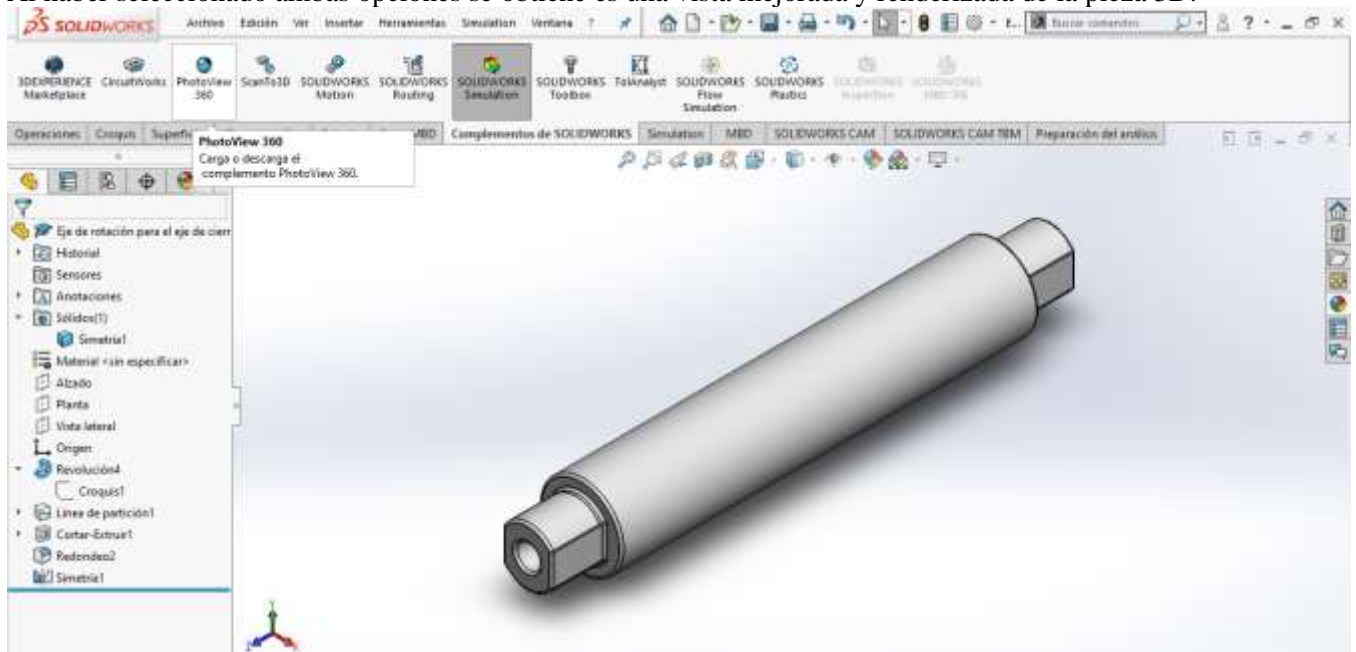 Al haber seleccionado ambas opciones se obtiene es una vista mejorada y renderizada de la pieza 3D.
SOLIDWORKS Archivo Edición Ver Insertar Herramientas Simulation Ventana ? Buscar comandos ?
3DEXPERIENCE Marketplace
CircuitWorks
PhotoView 360
ScanTo3D
SOLIDWORKS Motion
SOLIDWORKS Routing
SOLIDWORKS Simulation
SOLIDWORKS Toolbox
TolAnalyst
SOLIDWORKS Flow Simulation
SOLIDWORKS Plastics
Operaciones Croquis MBD Complementos de SOLIDWORKS Simulation MBD SOLIDWORKS CAM SOLIDWORKS CAM TBM Preparación del análisis
PhotoView 360
Carga o descarga el
complemento PhotoView 360.
Eje de rotación para el eje de cierr
Historial
Sensores
Anotaciones
Sólidos(1)
Simetría1
Material <sin especificar>
Alzado
Planta
Vista lateral
Origen
Revolución4
Croquis1
Línea de partición1
Cortar-Extruir1
Redondeo2
Simetría1